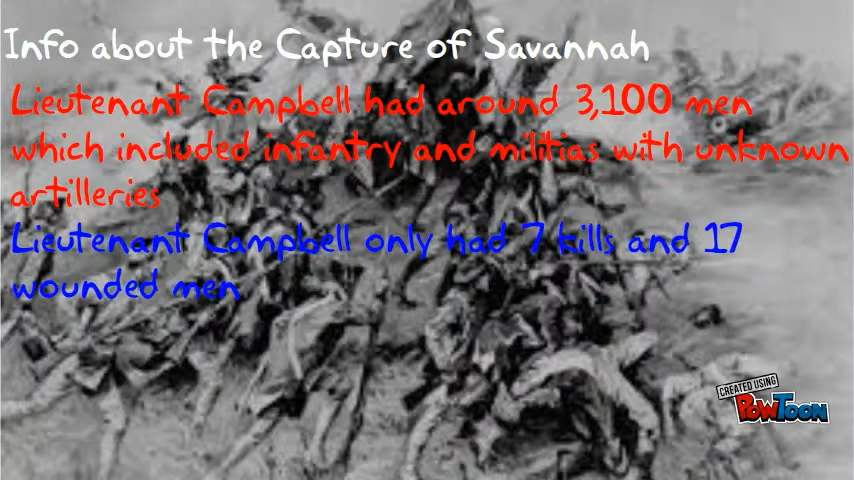 Info about the Capture of Savannah
Lieutenant Campbell had around 3,100 men
which included infantry and militias with unknown
artilleries
Lieutenant Campbell only had 7 kills and 17
wounded men
CREATED USING
POWTOON